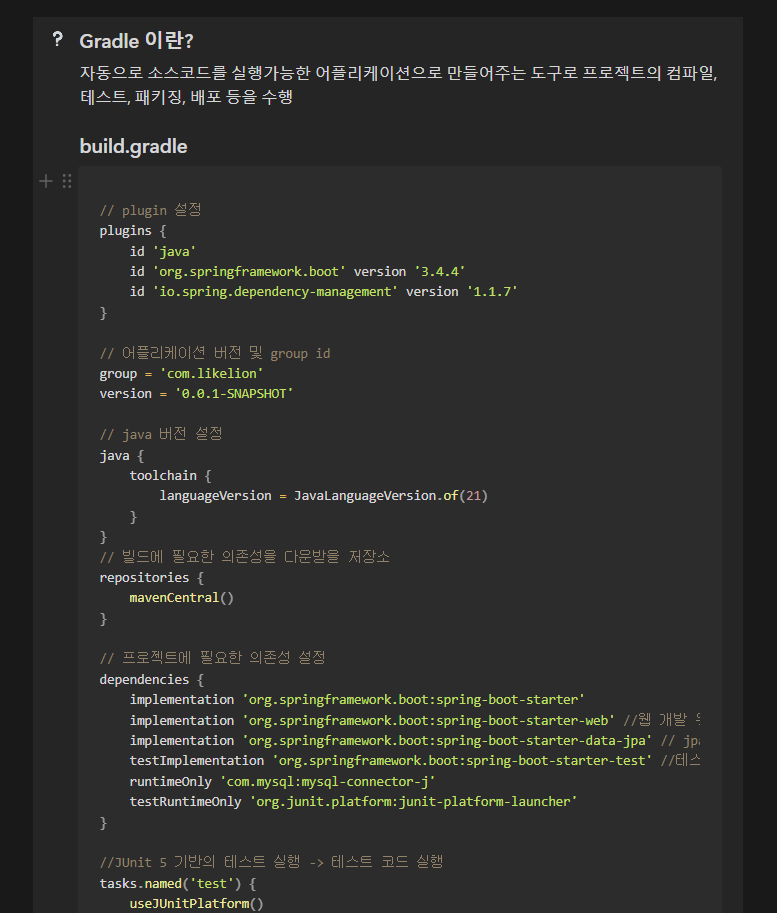 ? Gradle 이란?
자동으로 소스코드를 실행가능한 어플리케이션으로 만들어주는 도구로 프로젝트의 컴파일,
테스트, 패키징, 배포 등을 수행
build.gradle
// plugin 설정
plugins {
    id 'java'
    id 'org.springframework.boot' version '3.4.4'
    id 'io.spring.dependency-management' version '1.1.7'
}
// 어플리케이션 버전 및 group id
group = 'com.likelion'
version = '0.0.1-SNAPSHOT'
// java 버전 설정
java {
    toolchain {
        languageVersion = JavaLanguageVersion.of(21)
    }
}
// 빌드에 필요한 의존성을 다운받을 저장소
repositories {
    mavenCentral()
}
// 프로젝트에 필요한 의존성 설정
dependencies {
    implementation 'org.springframework.boot:spring-boot-starter'
    implementation 'org.springframework.boot:spring-boot-starter-web' //웹 개발
    implementation 'org.springframework.boot:spring-boot-starter-data-jpa' // jpa
    testImplementation 'org.springframework.boot:spring-boot-starter-test' //테스
    runtimeOnly 'com.mysql:mysql-connector-j'
    testRuntimeOnly 'org.junit.platform:junit-platform-launcher'
}
//JUnit 5 기반의 테스트 실행 -> 테스트 코드 실행
tasks.named('test') {
    useJUnitPlatform()